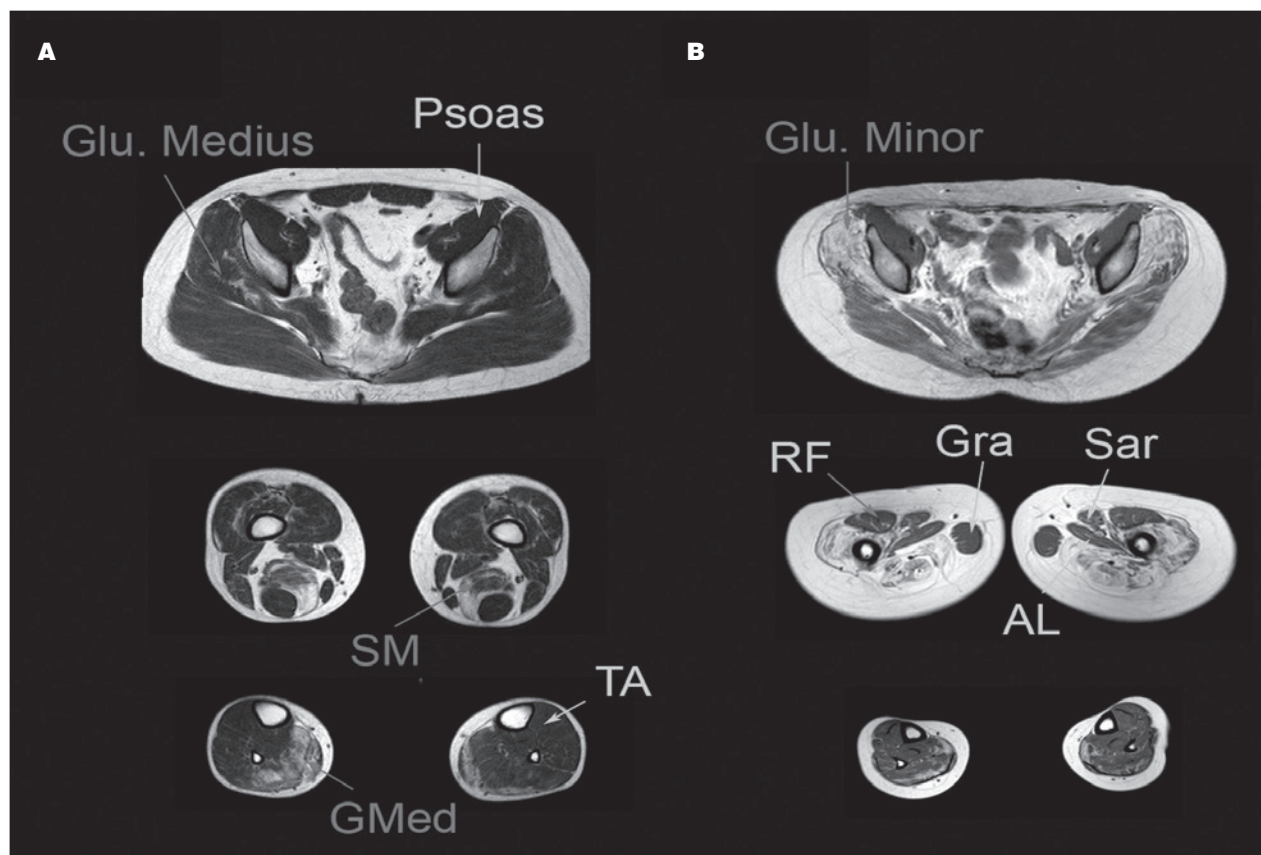 A
B
Psoas
Glu. Medius
Glu. Minor
RF
Gra
Sar
AL
SM
TA
GMed